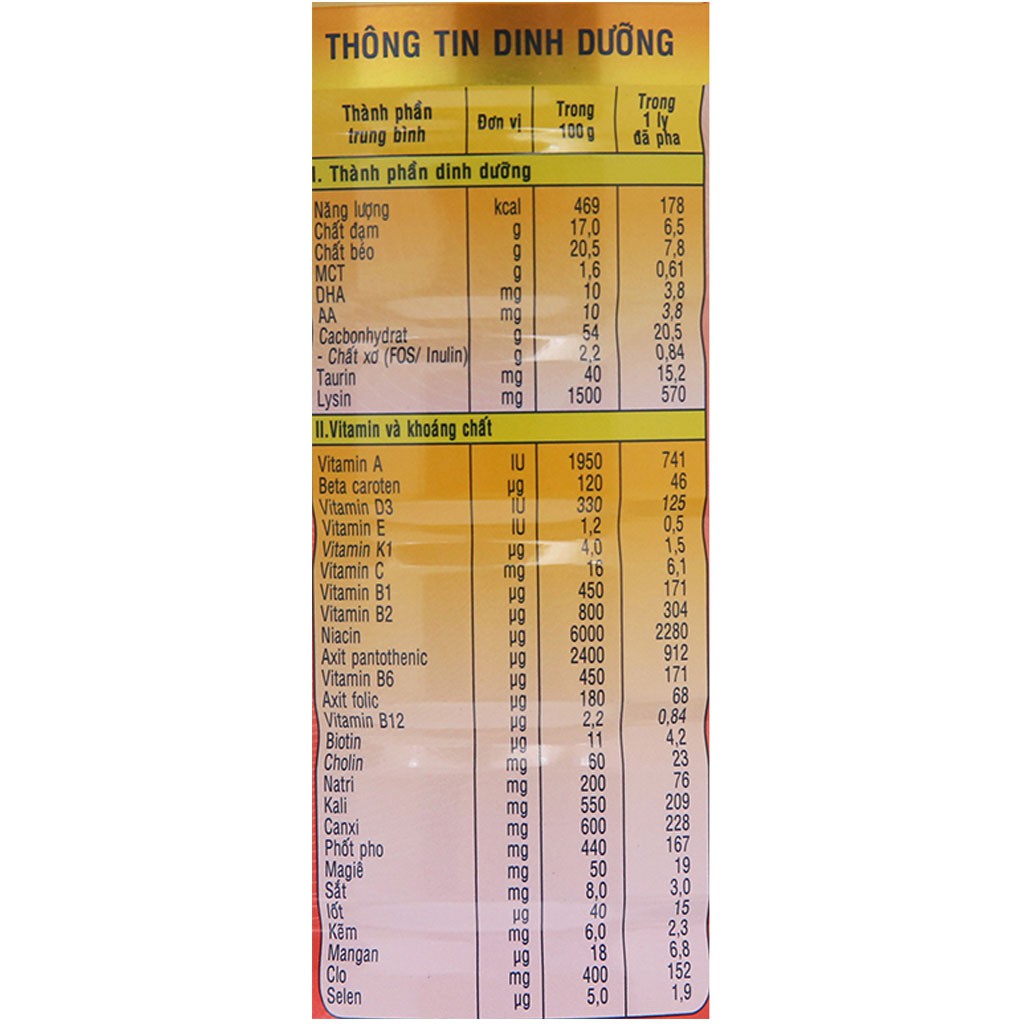 THÔNG TIN DINH DƯỠNG
Thành phần trung bình Đơn vị Trong 100 g Trong 1 ly đã pha
I. Thành phần dinh dưỡng
Năng lượng kcal 469 178
Chất đạm g 17,0 6,5
Chất béo g 20,5 7,8
MCT g 1,6 0,61
DHA mg 10 3,8
AA mg 10 3,8
Cacbonhydrat g 54 20,5
- Chất xơ (FOS/ Inulin) g 2,2 0,84
Taurin mg 40 15,2
Lysin mg 1500 570
II.Vitamin và khoáng chất
Vitamin A IU 1950 741
Beta caroten µg 120 46
Vitamin D3 IU 330 125
Vitamin E IU 1,2 0,5
Vitamin K1 µg 4,0 1,5
Vitamin C mg 16 6,1
Vitamin B1 µg 450 171
Vitamin B2 µg 800 304
Niacin µg 6000 2280
Axit pantothenic µg 2400 912
Vitamin B6 µg 450 171
Axit folic µg 180 68
Vitamin B12 µg 2,2 0,84
Biotin µg 11 4,2
Cholin mg 60 23
Natri mg 200 76
Kali mg 550 209
Canxi mg 600 228
Phốt pho mg 440 167
Magiê mg 50 19
Sắt mg 8,0 3,0
Iốt µg 40 15
Kẽm mg 6,0 2,3
Mangan µg 18 6,8
Clo mg 400 152
Selen µg 5,0 1,9